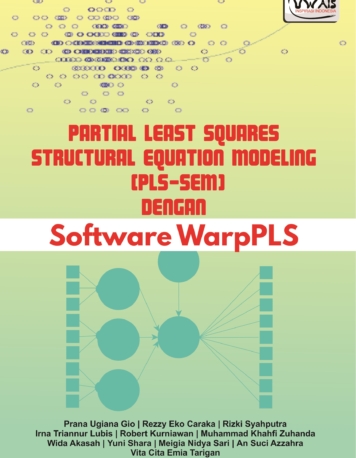 PARTIAL LEAST SQUARES
STRUCTURAL EQUATION MODELING
(PLS-SEM)
DENGAN
Software WarpPLS
Prana Ugiana Gio | Rezzy Eko Caraka | Rizki Syahputra
Irna Triannur Lubis | Robert Kurniawan | Muhammad Khahfi Zuhanda
Wida Akasah | Yuni Shara | Meigia Nidya Sari | An Suci Azzahra
Vita Cita Emia Tarigan